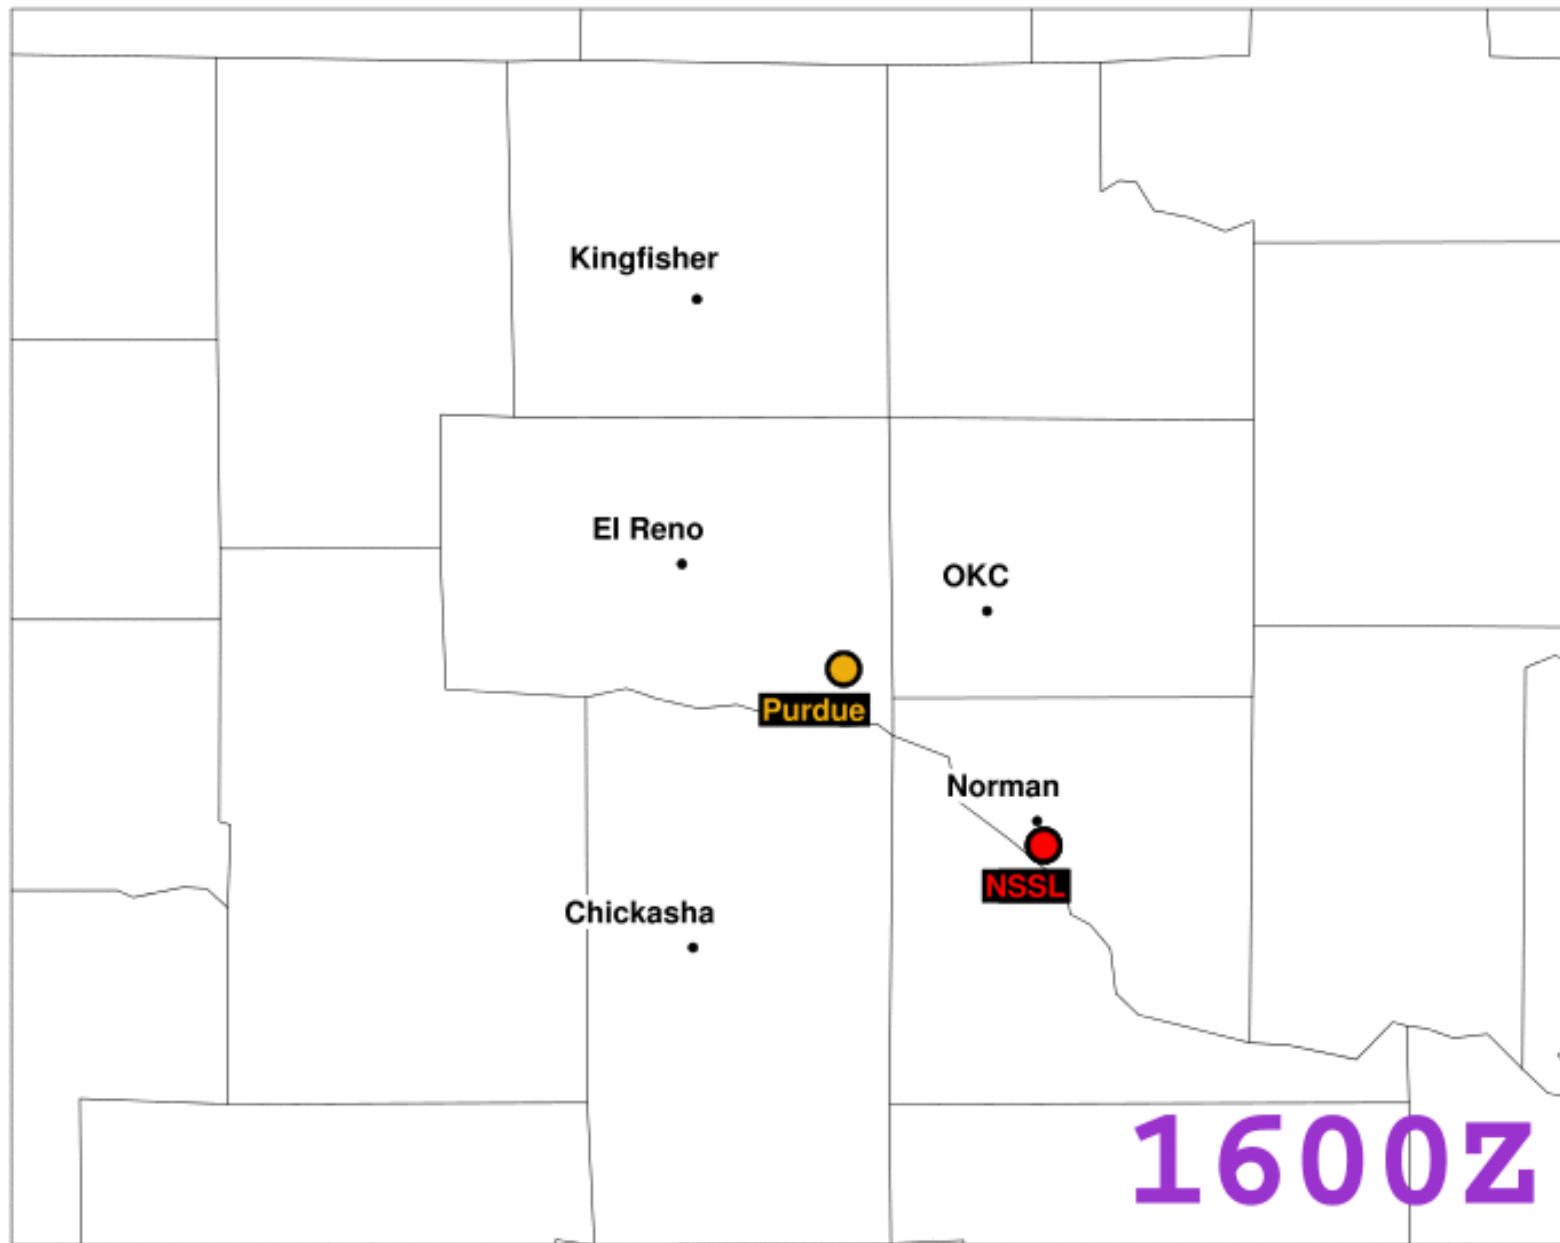 Kingfisher
El Reno
OKC
Purdue
Norman
NSSL
Chickasha
1600Z